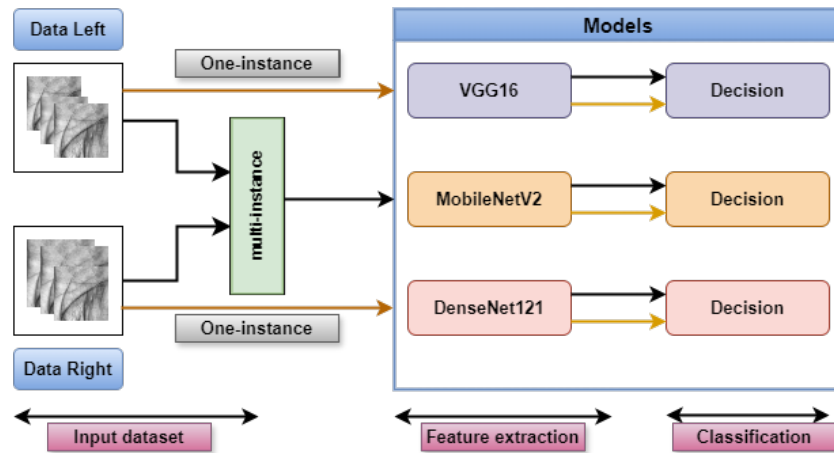 Data Left
One-instance
multi-instance
One-instance
Data Right
Models
VGG16
Decision
MobileNetV2
Decision
DenseNet121
Decision
Input dataset
Feature extraction
Classification